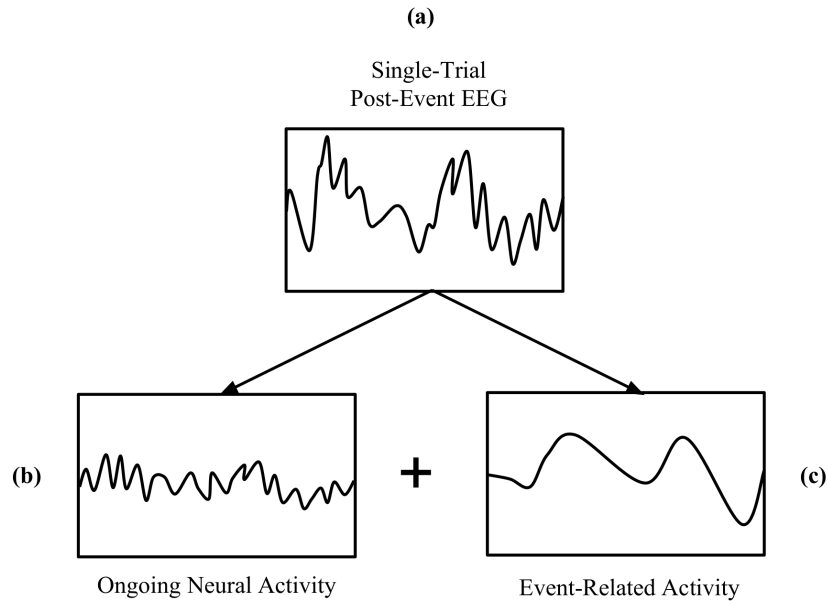 (a)
Single-Trial
Post-Event EEG
(b)
+
(c)
Ongoing Neural Activity
Event-Related Activity